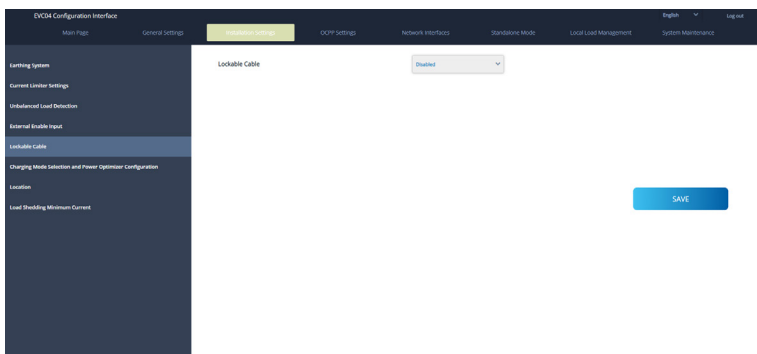 EVC04 Configuration Interface
English
Log out
Main Page
General Settings
Installation Settings
OCPP Settings
Network Interfaces
Standalone Mode
Local Load Management
System Maintenance
Earthing System
Lockable Cable
Disabled
Current Limiter Settings
Unbalanced Load Detection
External Enable Input
Lockable Cable
Charging Mode Selection and Power Optimizer Configuration
Location
Load Shedding Minimum Current
SAVE